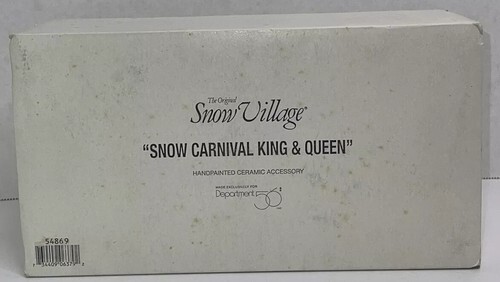 The Original
Snow Village®
“SNOW CARNIVAL KING & QUEEN”
HANDPAINTED CERAMIC ACCESSORY
MADE EXCLUSIVELY FOR
Department 56
54869